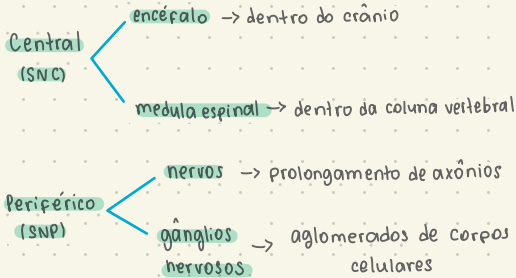 encéfalo -> dentro do crânio
Central
(SNC)
medula espinal -> dentro da coluna vertebral
nervos -> prolongamento de axônios
Periférico
(SNP)
gânglios nervosos -> aglomerados de corpos celulares